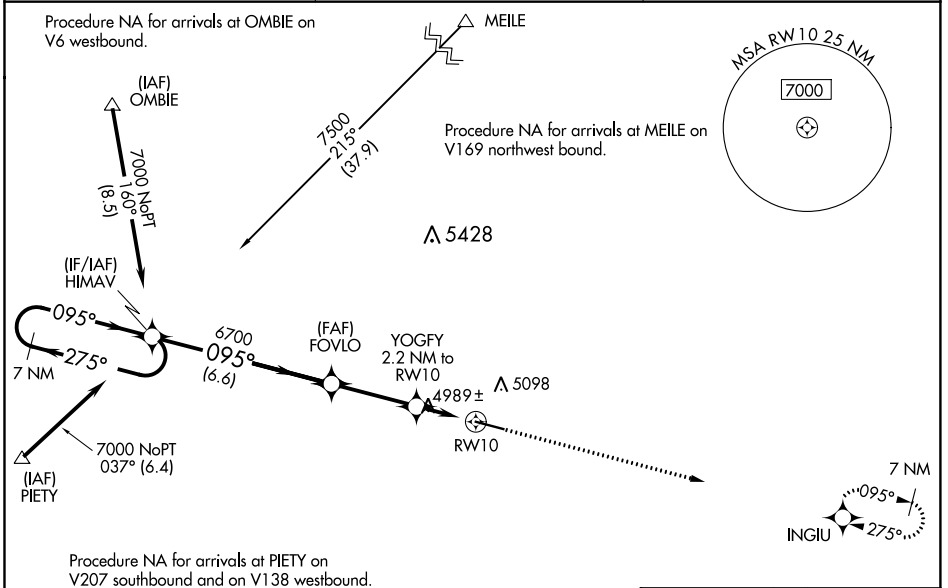 Procedure NA for arrivals at OMBIE on
V6 westbound.
MEILE
MSA RW10 25 NM
7000
(IAF)
OMBIE
7500
215°
(37.9)
Procedure NA for arrivals at MEILE on
V169 northwest bound.
7000 NoPT
160°
(8.5)
5428
(IF/IAF)
HIMAV
095°
6700
095°
(6.6)
(FAF)
FOVLO
YOGFY
2.2 NM to
RW10
275°
7 NM
4989±
5098
RW10
7000 NoPT
037° (6.4)
(IAF)
PIETY
7 NM
095°
275°
INGIU
Procedure NA for arrivals at PIETY on
V207 southbound and on V138 westbound.